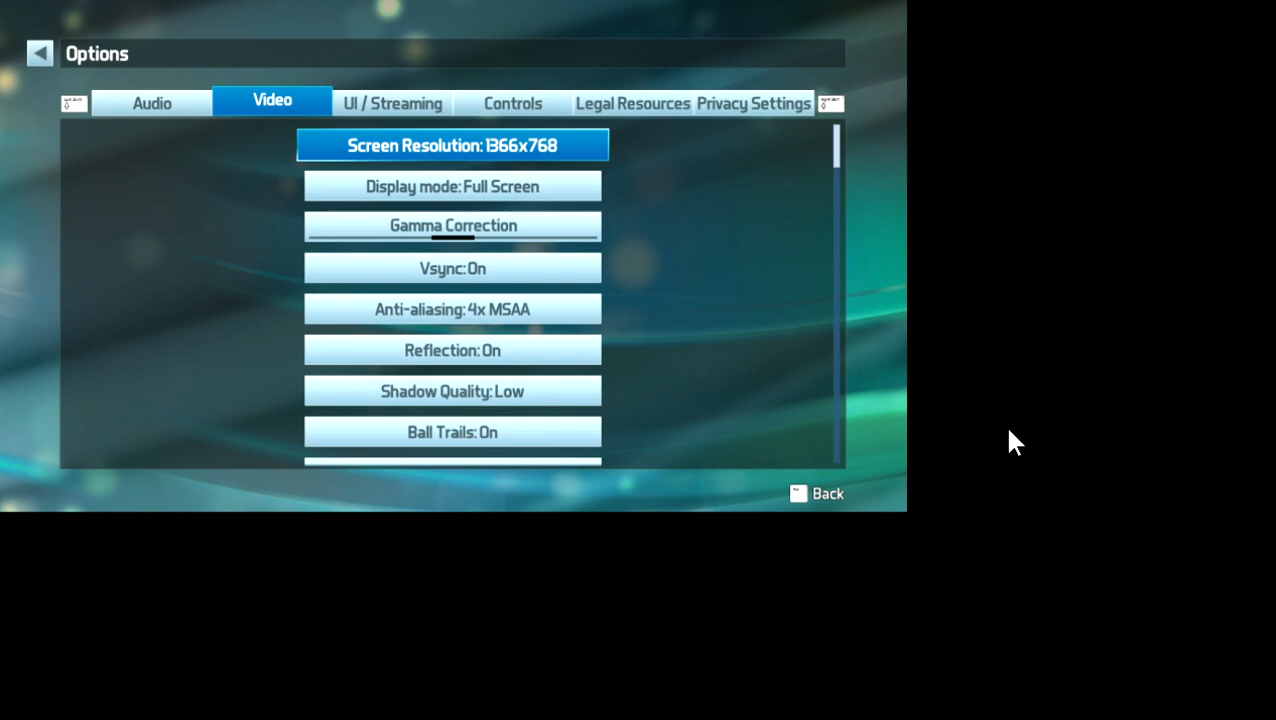 Options
Audio
Video
UI / Streaming
Controls
Legal Resources
Privacy Settings
Screen Resolution: 1366x768
Display mode: Full Screen
Gamma Correction
Vsync: On
Anti-aliasing: 4x MSAA
Reflection: On
Shadow Quality: Low
Ball Trails: On
Back